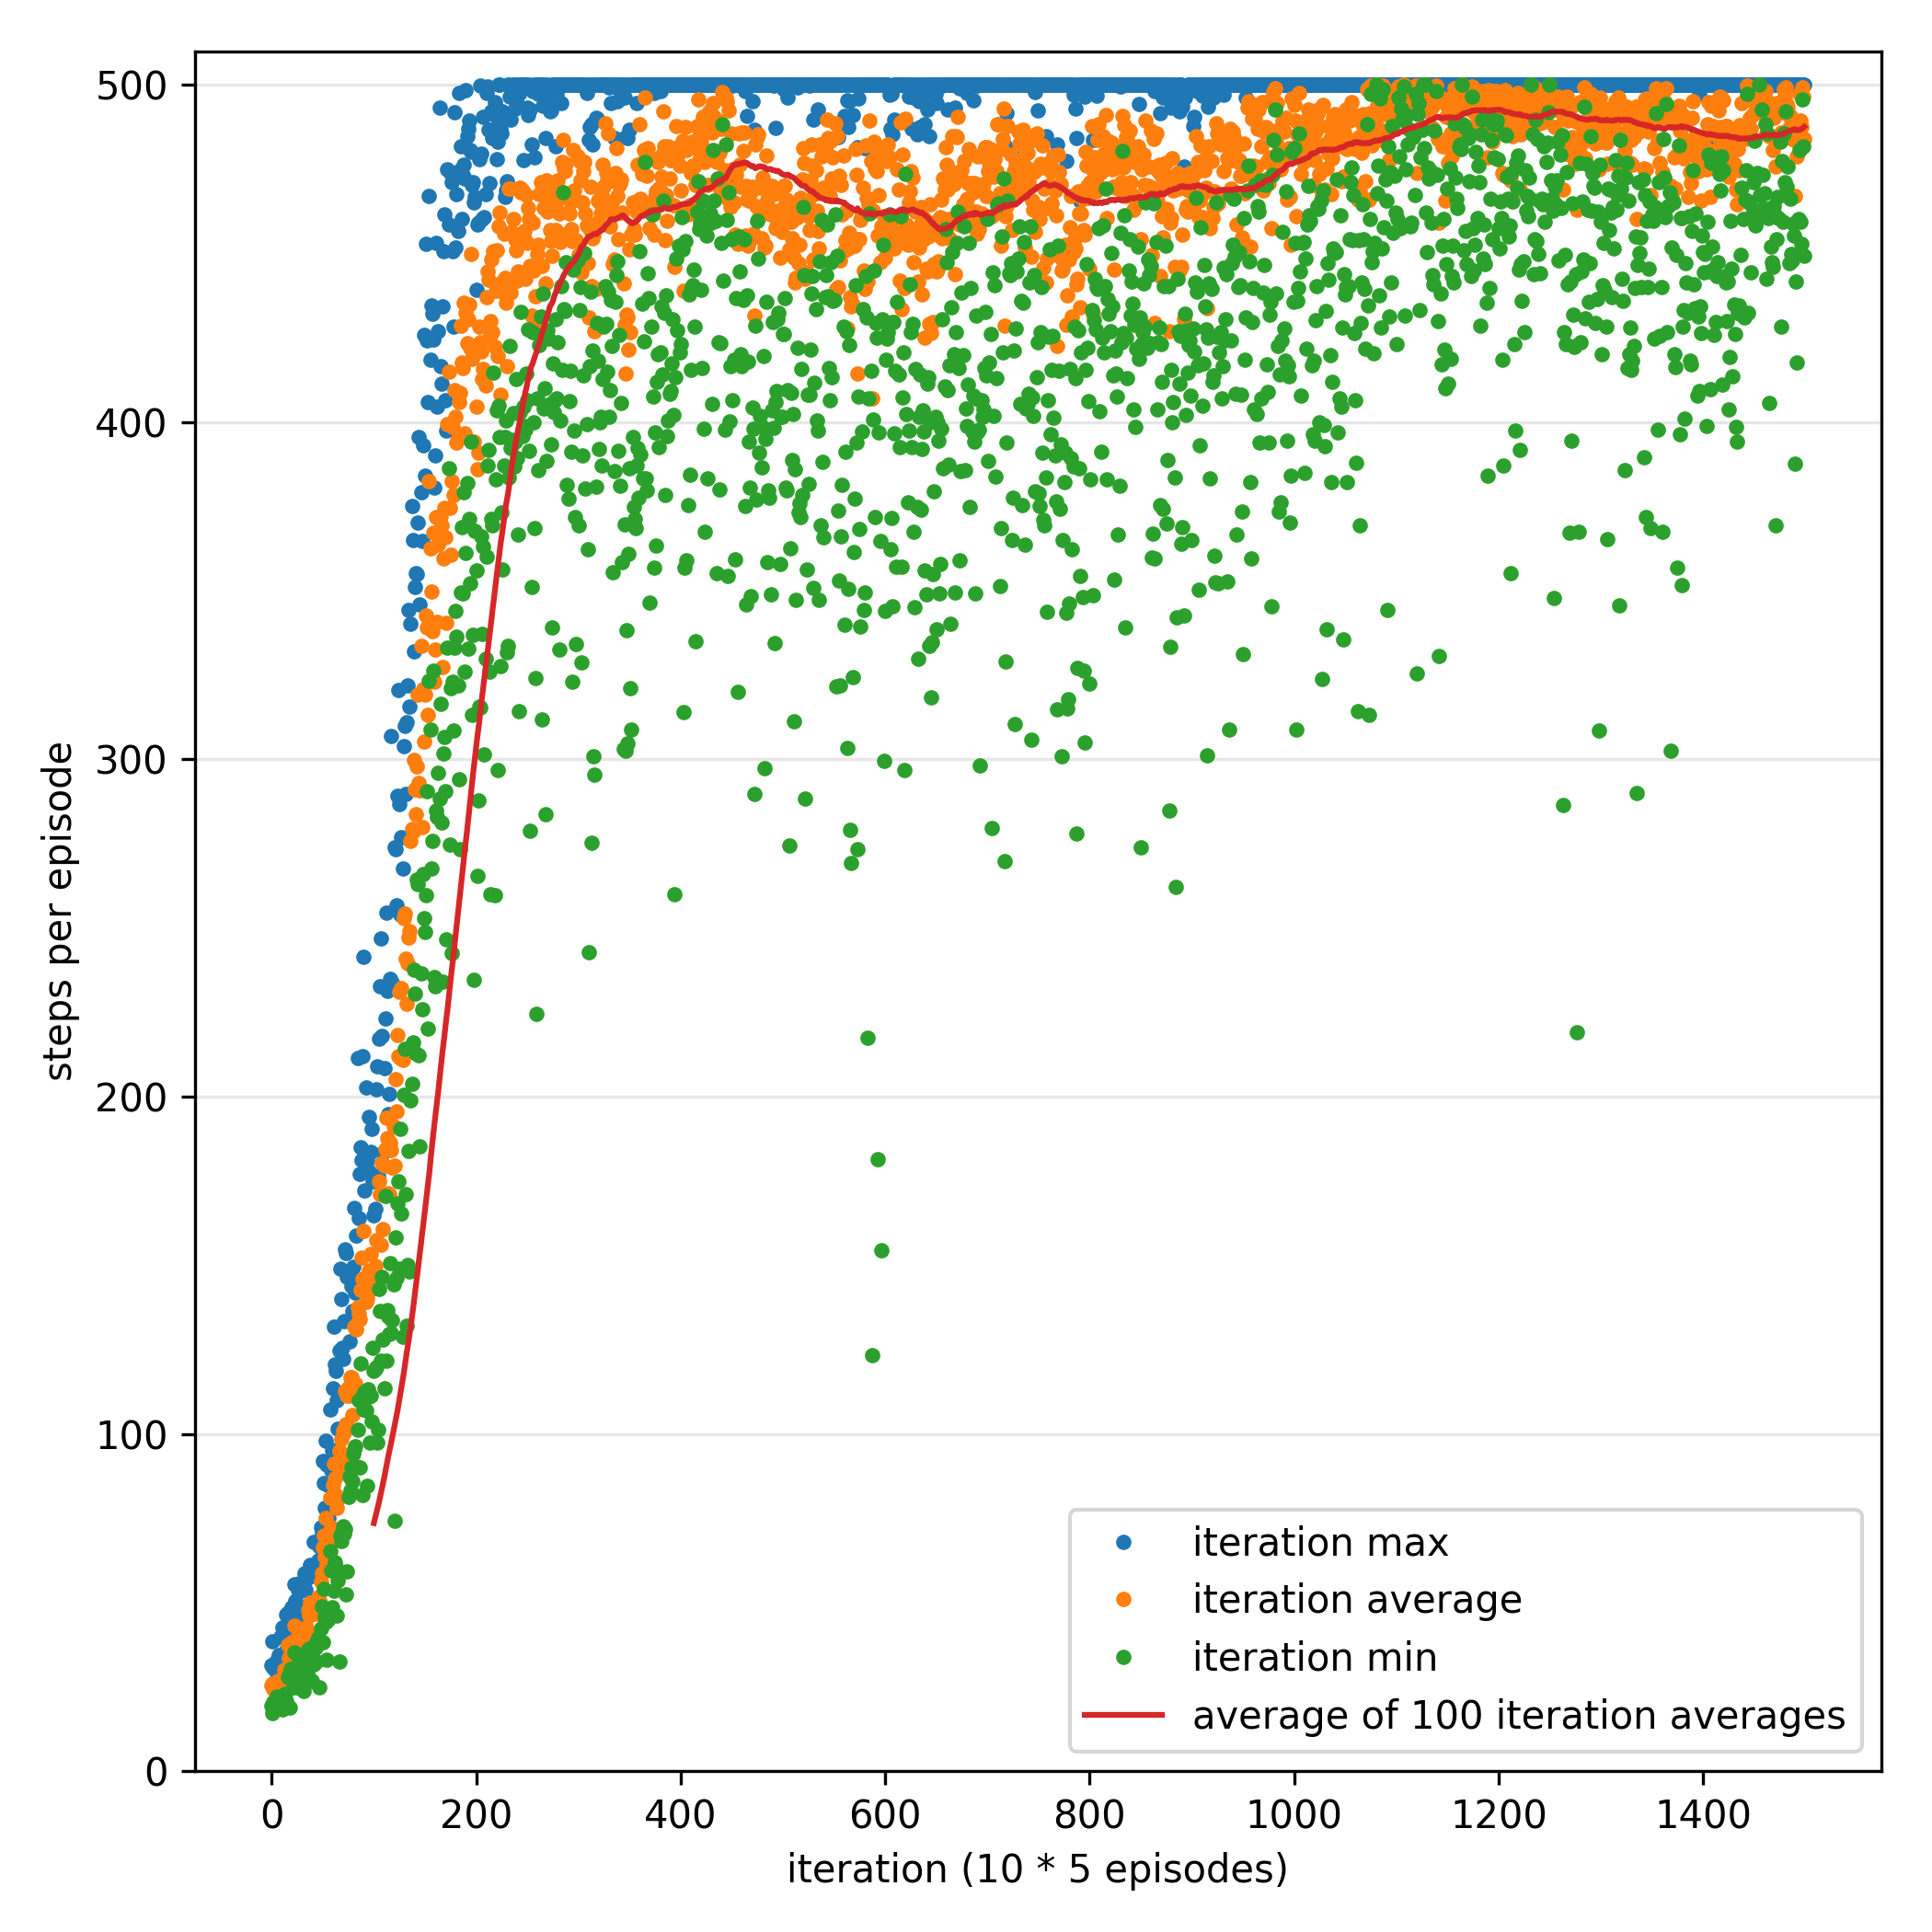 500
400
300
200
100
0
steps per episode
0 200 400 600 800 1000 1200 1400
iteration (10 * 5 episodes)
iteration max
iteration average
iteration min
average of 100 iteration averages